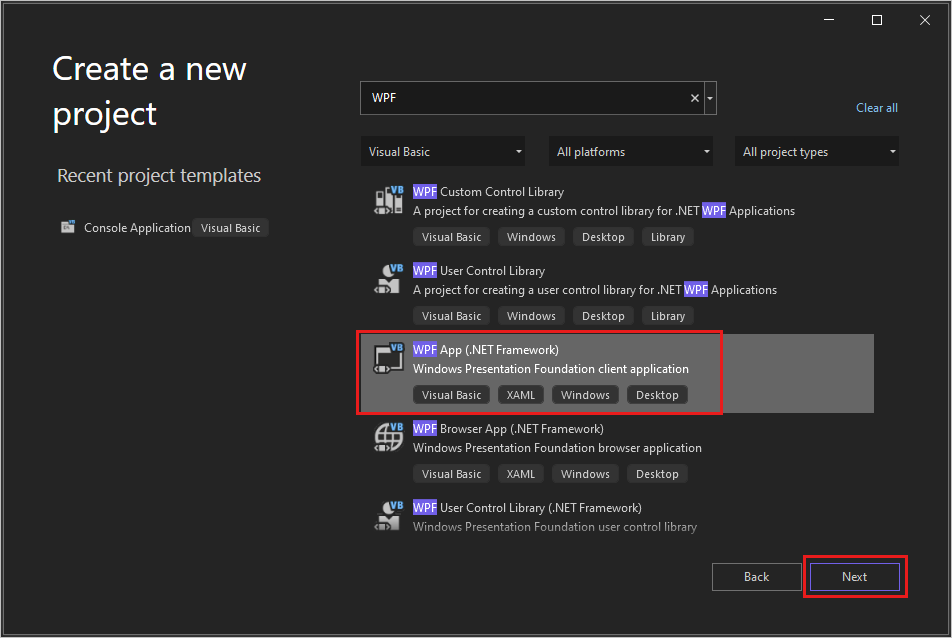 Create a new
project
Recent project templates
Console Application Visual Basic
WPF
Clear all
Visual Basic All platforms All project types
VB
WPF Custom Control Library
A project for creating a custom control library for .NET WPF Applications
Visual Basic Windows Desktop Library
VB
WPF User Control Library
A project for creating a user control library for .NET WPF Applications
Visual Basic Windows Desktop Library
VB
WPF App (.NET Framework)
Windows Presentation Foundation client application
Visual Basic XAML Windows Desktop
VB
WPF Browser App (.NET Framework)
Windows Presentation Foundation browser application
Visual Basic XAML Windows Desktop
VB
WPF User Control Library (.NET Framework)
Windows Presentation Foundation user control library
Back Next